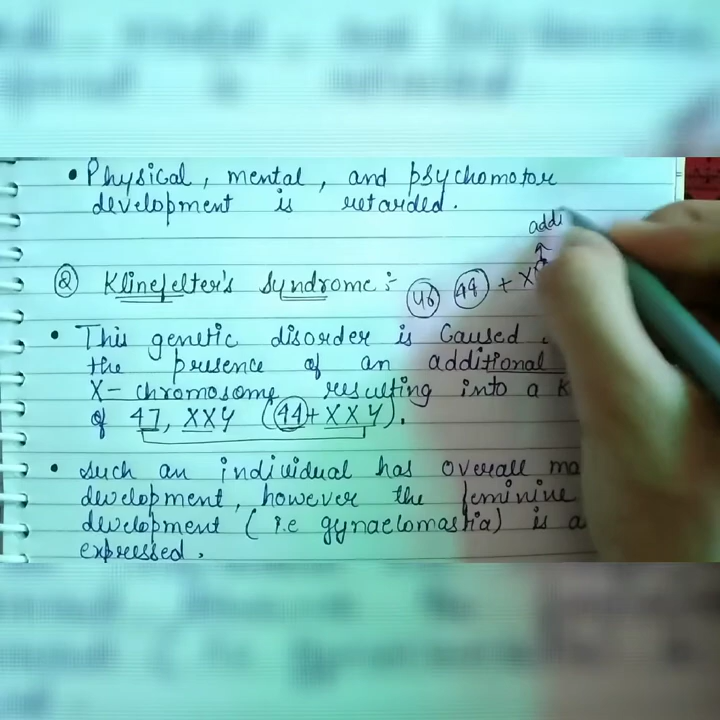 • Physical, mental, and psychomotor
development is retarded.
addi
② Klinefelter's Syndrome :- 46 44 + XX
• This genetic disorder is Caused
the presence of an additional
X- chromosome resulting into a K
of 47, XXY (44 + XXY).
• Such an individual has overall ma
development, however the feminine
development (i.e gynaecomastia) is a
expressed.